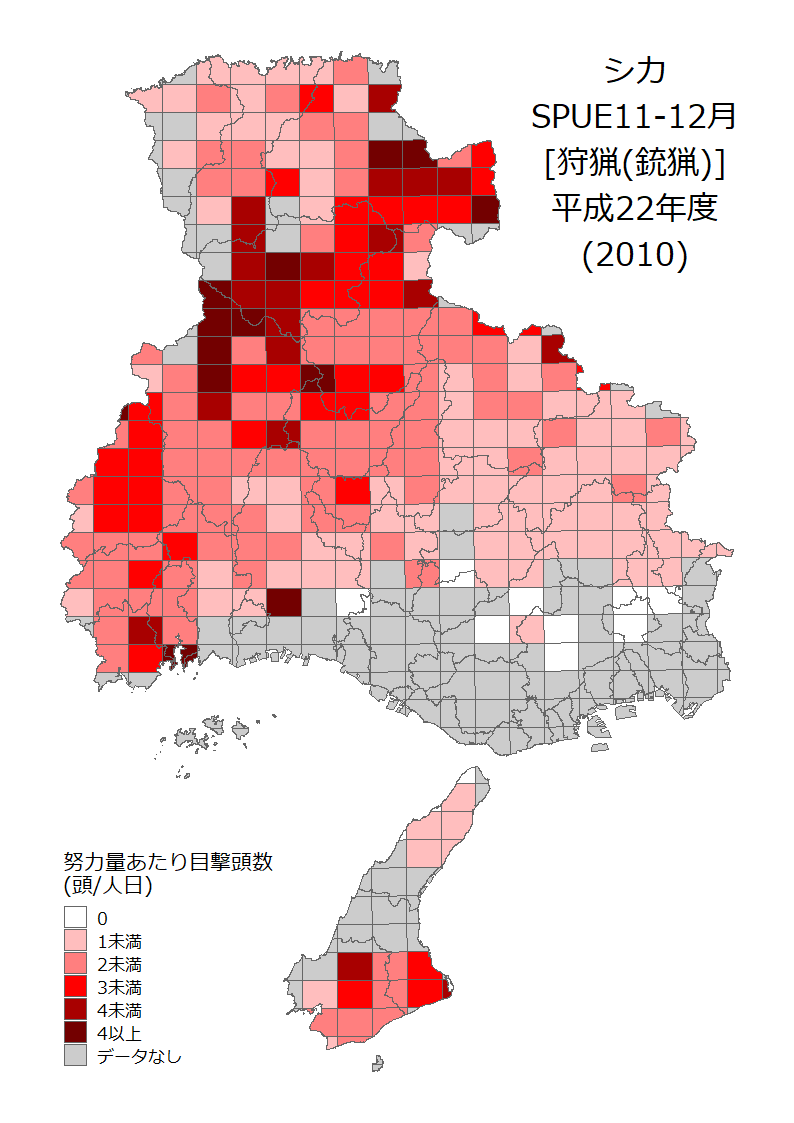 シカ
SPUE11-12月
[狩猟(銃猟)]
平成22年度
(2010)
努力量あたり目撃頭数
(頭/人日)
0
1未満
2未満
3未満
4未満
4以上
データなし